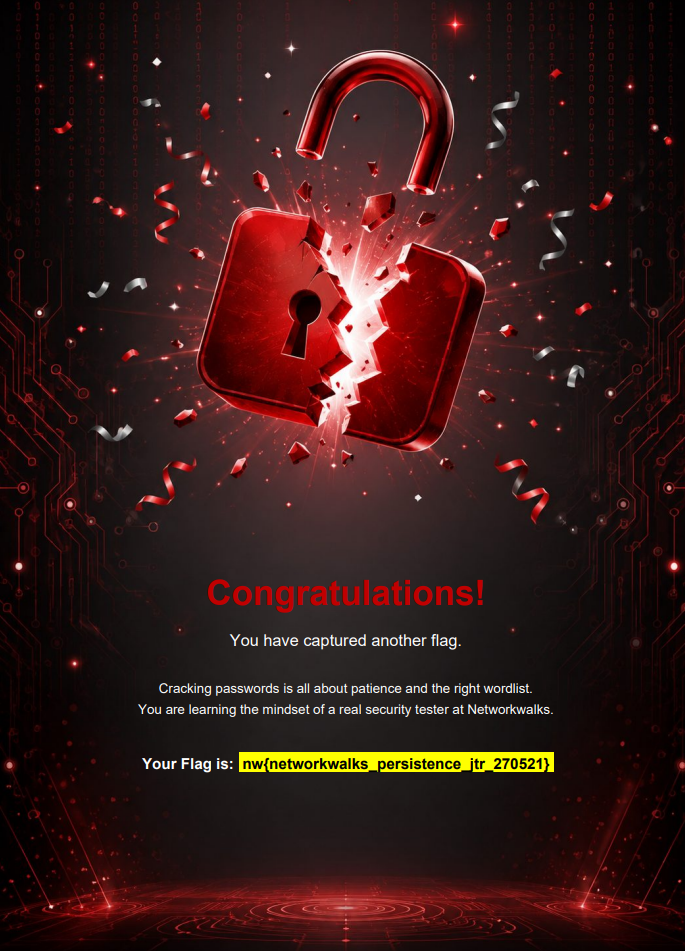 Congratulations!
You have captured another flag.
Cracking passwords is all about patience and the right wordlist.
You are learning the mindset of a real security tester at Networkwalks.
Your Flag is: nw{networkwalks_persistence_jtr_270521}